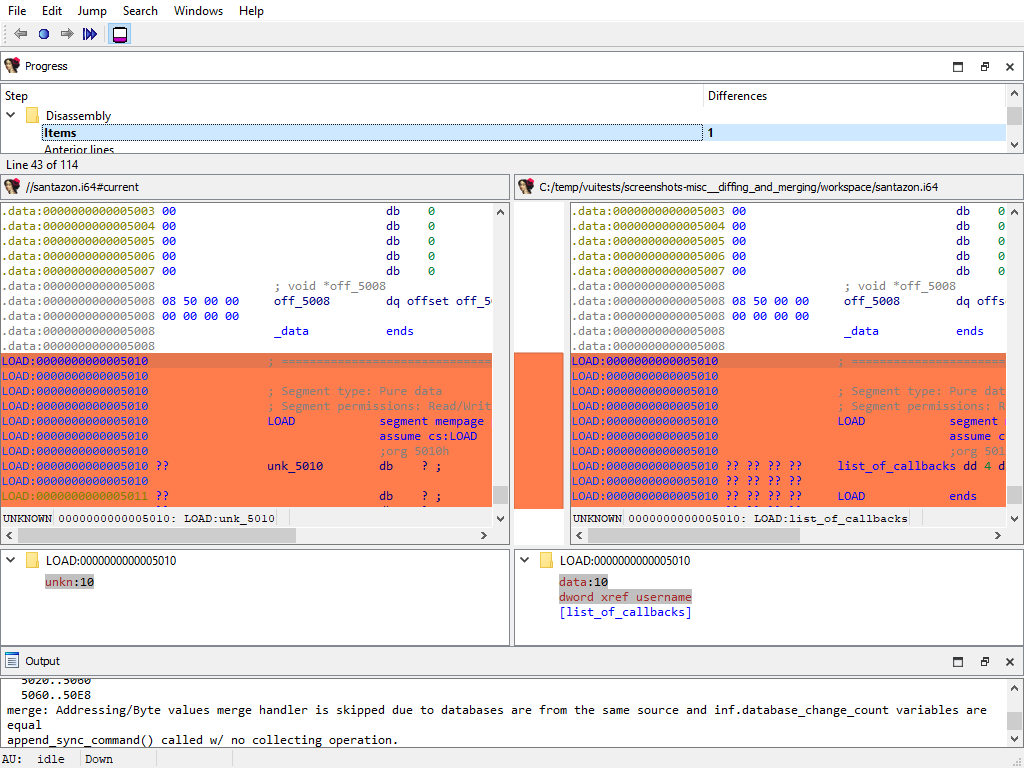 File Edit Jump Search Windows Help
Progress
Step Differences
Disassembly
Items 1
Anterior lines
Line 43 of 114
//santazon.i64#current
.data:0000000000005003 00 db 0
.data:0000000000005004 00 db 0
.data:0000000000005005 00 db 0
.data:0000000000005006 00 db 0
.data:0000000000005007 00 db 0
.data:0000000000005008 ; void *off_5008
.data:0000000000005008 08 50 00 00 off_5008 dq offset off_50
.data:0000000000005008 00 00 00 00
.data:0000000000005008 _data ends
.data:0000000000005008
LOAD:0000000000005010 ; ==============================
LOAD:0000000000005010
LOAD:0000000000005010 ; Segment type: Pure data
LOAD:0000000000005010 ; Segment permissions: Read/Writ
LOAD:0000000000005010 LOAD segment mempage
LOAD:0000000000005010 assume cs:LOAD
LOAD:0000000000005010 ;org 5010h
LOAD:0000000000005010 ?? unk_5010 db ? ;
LOAD:0000000000005010
LOAD:0000000000005011 ?? db ? ;
UNKNOWN 0000000000005010: LOAD:unk_5010
C:/temp/vuitests/screenshots-misc__diffing_and_merging/workspace/santazon.i64
.data:0000000000005003 00 db 0
.data:0000000000005004 00 db 0
.data:0000000000005005 00 db 0
.data:0000000000005006 00 db 0
.data:0000000000005007 00 db 0
.data:0000000000005008 ; void *off_5008
.data:0000000000005008 08 50 00 00 off_5008 dq offs
.data:0000000000005008 00 00 00 00
.data:0000000000005008 _data ends
.data:0000000000005008
LOAD:0000000000005010 ; ========================
LOAD:0000000000005010
LOAD:0000000000005010 ; Segment type: Pure dat
LOAD:0000000000005010 ; Segment permissions: R
LOAD:0000000000005010 LOAD segment
LOAD:0000000000005010 assume c
LOAD:0000000000005010 ;org 501
LOAD:0000000000005010 ?? ?? ?? ?? list_of_callbacks dd 4 d
LOAD:0000000000005010 ?? ?? ?? ??
LOAD:0000000000005010 ?? ?? ?? ?? LOAD ends
UNKNOWN 0000000000005010: LOAD:list_of_callbacks
LOAD:0000000000005010
unkn:10
LOAD:0000000000005010
data:10
dword xref username
[list_of_callbacks]
Output
5020..5060
5060..50E8
merge: Addressing/Byte values merge handler is skipped due to databases are from the same source and inf.database_change_count variables are
equal
append_sync_command() called w/ no collecting operation.
AU: idle Down